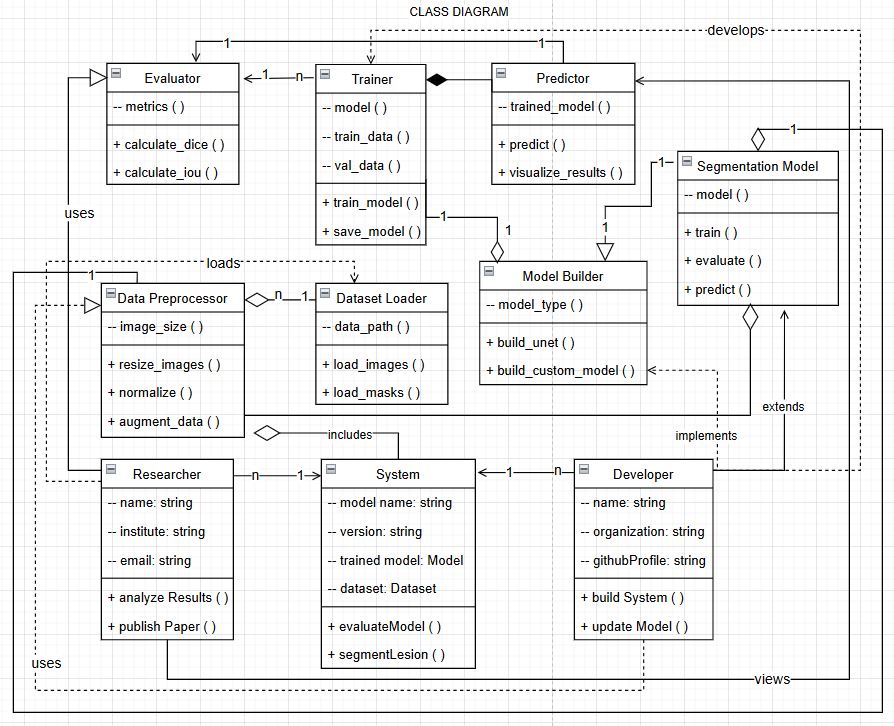 CLASS DIAGRAM
develops
1
1
Evaluator
-- metrics ( )
+ calculate_dice ( )
+ calculate_iou ( )
1
n
Trainer
-- model ( )
-- train_data ( )
-- val_data ( )
+ train_model ( )
+ save_model ( )
Predictor
-- trained_model ( )
+ predict ( )
+ visualize_results ( )
1
1
Segmentation Model
-- model ( )
+ train ( )
+ evaluate ( )
+ predict ( )
uses
1
1
1
loads
1
Data Preprocessor
-- image_size ( )
+ resize_images ( )
+ normalize ( )
+ augment_data ( )
n
1
Dataset Loader
-- data_path ( )
+ load_images ( )
+ load_masks ( )
Model Builder
-- model_type ( )
+ build_unet ( )
+ build_custom_model ( )
extends
implements
includes
Researcher
-- name: string
-- institute: string
-- email: string
+ analyze Results ( )
+ publish Paper ( )
n
1
System
-- model name: string
-- version: string
-- trained model: Model
-- dataset: Dataset
+ evaluateModel ( )
+ segmentLesion ( )
1
n
Developer
-- name: string
-- organization: string
-- githubProfile: string
+ build System ( )
+ update Model ( )
uses
views